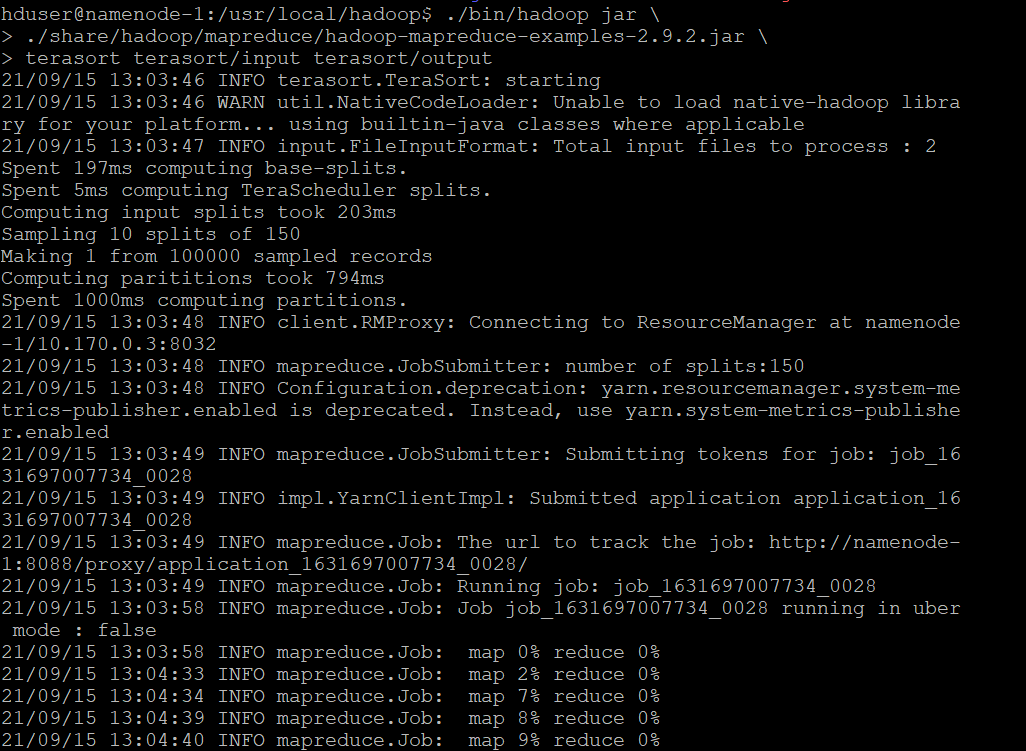 hduser@namenode-1:/usr/local/hadoop$ ./bin/hadoop jar \
> ./share/hadoop/mapreduce/hadoop-mapreduce-examples-2.9.2.jar \
> terasort terasort/input terasort/output
21/09/15 13:03:46 INFO terasort.TeraSort: starting
21/09/15 13:03:46 WARN util.NativeCodeLoader: Unable to load native-hadoop libra
ry for your platform... using builtin-java classes where applicable
21/09/15 13:03:47 INFO input.FileInputFormat: Total input files to process : 2
Spent 197ms computing base-splits.
Spent 5ms computing TeraScheduler splits.
Computing input splits took 203ms
Sampling 10 splits of 150
Making 1 from 100000 sampled records
Computing parititions took 794ms
Spent 1000ms computing partitions.
21/09/15 13:03:48 INFO client.RMProxy: Connecting to ResourceManager at namenode
-1/10.170.0.3:8032
21/09/15 13:03:48 INFO mapreduce.JobSubmitter: number of splits:150
21/09/15 13:03:48 INFO Configuration.deprecation: yarn.resourcemanager.system-me
trics-publisher.enabled is deprecated. Instead, use yarn.system-metrics-publishe
r.enabled
21/09/15 13:03:49 INFO mapreduce.JobSubmitter: Submitting tokens for job: job_16
31697007734_0028
21/09/15 13:03:49 INFO impl.YarnClientImpl: Submitted application application_16
31697007734_0028
21/09/15 13:03:49 INFO mapreduce.Job: The url to track the job: http://namenode-
1:8088/proxy/application_1631697007734_0028/
21/09/15 13:03:49 INFO mapreduce.Job: Running job: job_1631697007734_0028
21/09/15 13:03:58 INFO mapreduce.Job: Job job_1631697007734_0028 running in uber
 mode : false
21/09/15 13:03:58 INFO mapreduce.Job:  map 0% reduce 0%
21/09/15 13:04:33 INFO mapreduce.Job:  map 2% reduce 0%
21/09/15 13:04:34 INFO mapreduce.Job:  map 7% reduce 0%
21/09/15 13:04:39 INFO mapreduce.Job:  map 8% reduce 0%
21/09/15 13:04:40 INFO mapreduce.Job:  map 9% reduce 0%